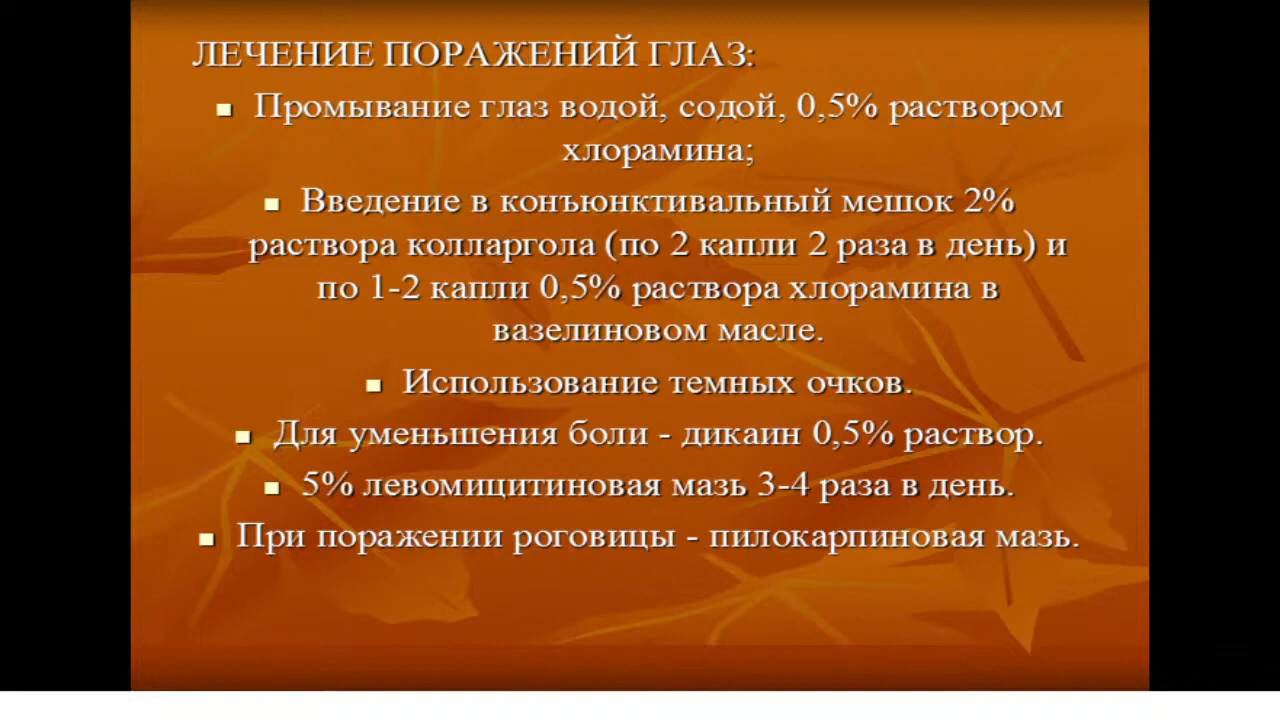 ЛЕЧЕНИЕ ПОРАЖЕНИЙ ГЛАЗ:
▪ Промывание глаз водой, содой, 0,5% раствором
хлорамина;
▪ Введение в конъюнктивальный мешок 2%
раствора колларгола (по 2 капли 2 раза в день) и
по 1-2 капли 0,5% раствора хлорамина в
вазелиновом масле.
▪ Использование темных очков.
▪ Для уменьшения боли - дикаин 0,5% раствор.
▪ 5% левомицитиновая мазь 3-4 раза в день.
▪ При поражении роговицы - пилокарпиновая мазь.